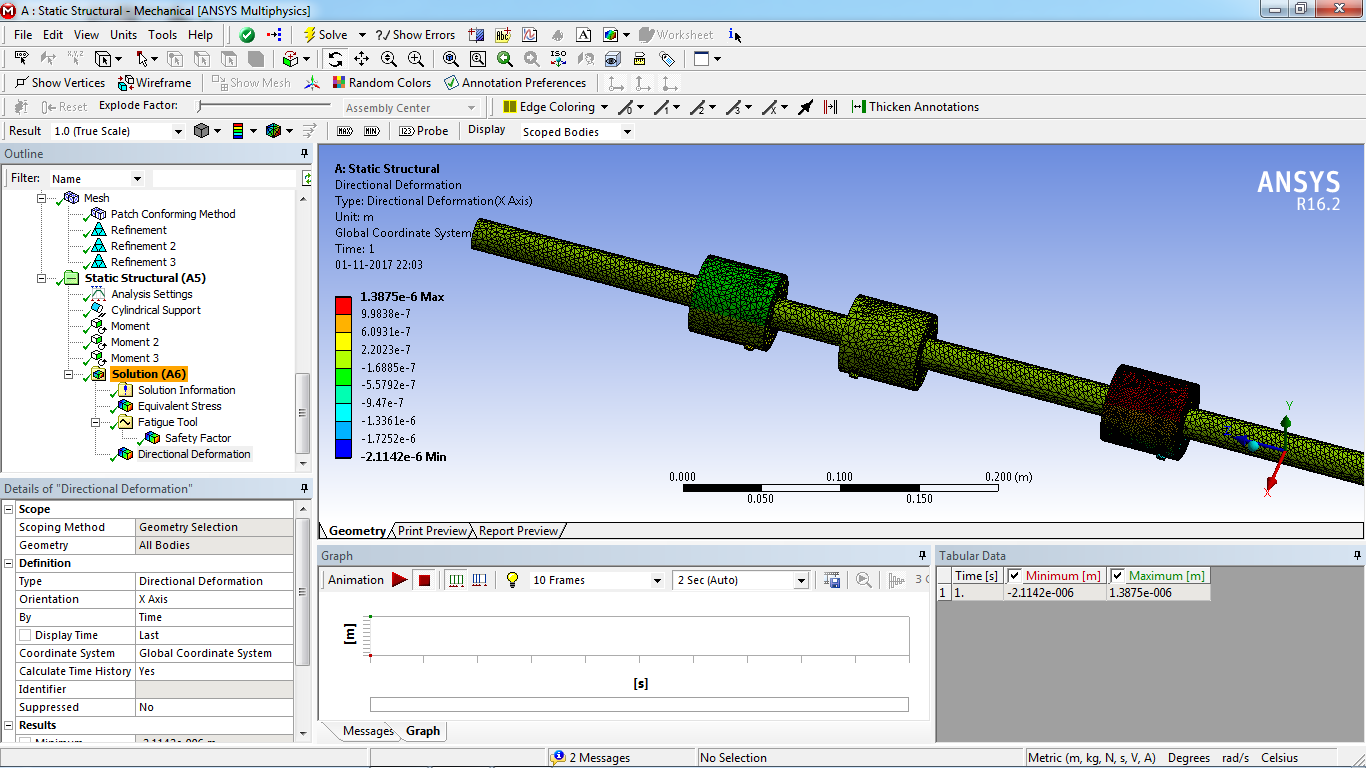 A : Static Structural - Mechanical [ANSYS Multiphysics]
File Edit View Units Tools Help Solve ?/ Show Errors Worksheet
Show Vertices Wireframe Show Mesh Random Colors Annotation Preferences
Reset Explode Factor: Assembly Center Edge Coloring Thicken Annotations
Result 1.0 (True Scale) MAX MIN 123 Probe Display Scoped Bodies
Outline
Filter: Name
Mesh
Patch Conforming Method
Refinement
Refinement 2
Refinement 3
Static Structural (A5)
Analysis Settings
Cylindrical Support
Moment
Moment 2
Moment 3
Solution (A6)
Solution Information
Equivalent Stress
Fatigue Tool
Safety Factor
Directional Deformation
Details of "Directional Deformation"
Scope
Scoping Method Geometry Selection
Geometry All Bodies
Definition
Type Directional Deformation
Orientation X Axis
By Time
Display Time Last
Coordinate System Global Coordinate System
Calculate Time History Yes
Identifier
Suppressed No
Results
Minimum -2.1142e-006 m
A: Static Structural
Directional Deformation
Type: Directional Deformation(X Axis)
Unit: m
Global Coordinate System
Time: 1
01-11-2017 22:03
1.3875e-6 Max
9.9838e-7
6.0931e-7
2.2023e-7
-1.6885e-7
-5.5792e-7
-9.47e-7
-1.3361e-6
-1.7252e-6
-2.1142e-6 Min
ANSYS
R16.2
Y
Z
X
0.000 0.100 0.200 (m)
0.050 0.150
Geometry Print Preview Report Preview
Graph
Animation 10 Frames 2 Sec (Auto) 3 C
[m]
[s]
Messages Graph
Tabular Data
Time [s] Minimum [m] Maximum [m]
1 1. -2.1142e-006 1.3875e-006
2 Messages No Selection Metric (m, kg, N, s, V, A) Degrees rad/s Celsius